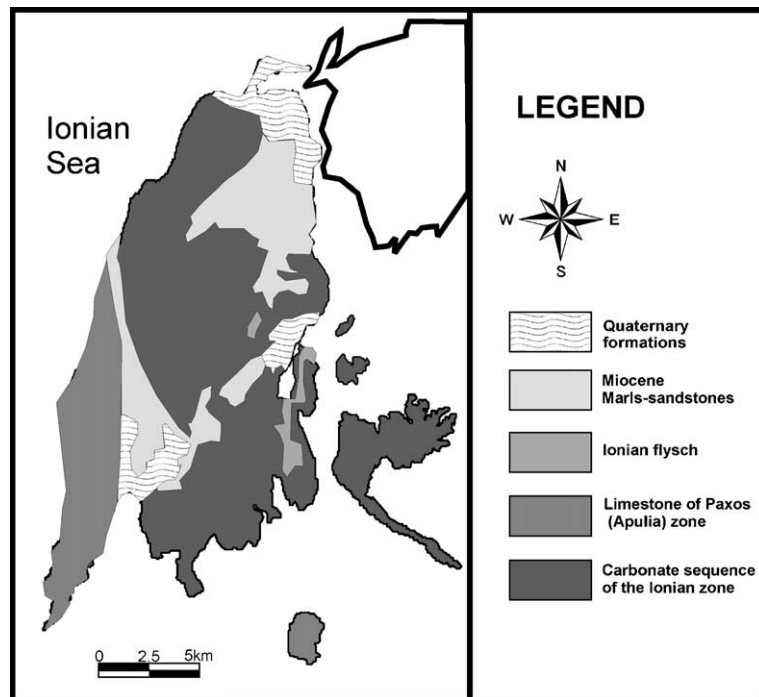 Ionian
Sea
0 2.5 5km
LEGEND
N
W E
S
Quaternary
formations
Miocene
Marls-sandstones
Ionian flysch
Limestone of Paxos
(Apulia) zone
Carbonate sequence
of the Ionian zone